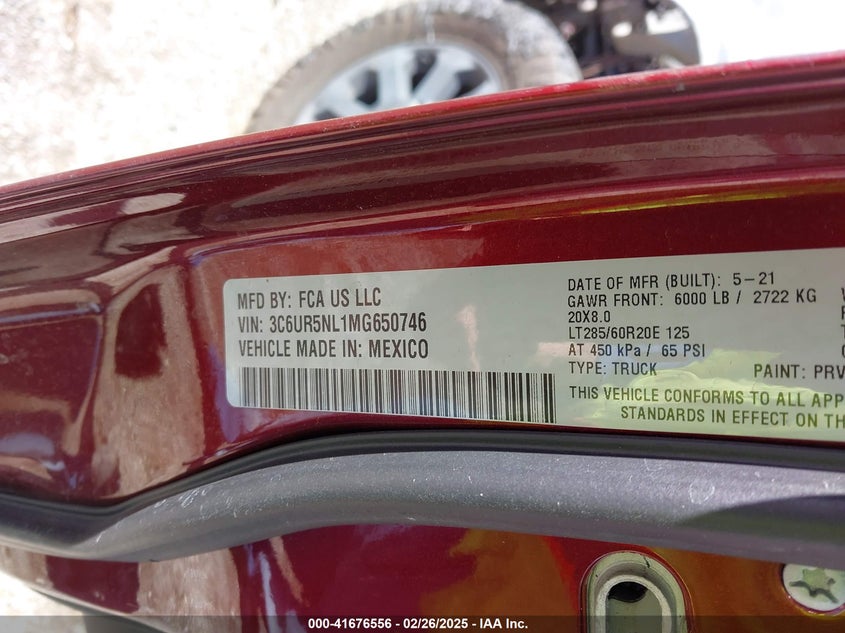 MFD BY: FCA US LLC
VIN: 3C6UR5NL1MG650746
VEHICLE MADE IN: MEXICO
DATE OF MFR (BUILT): 5-21
GAWR FRONT: 6000 LB / 2722 KG
20X8.0
LT285/60R20E 125
AT 450 kPa / 65 PSI
TYPE: TRUCK
PAINT: PRV
THIS VEHICLE CONFORMS TO ALL APP
STANDARDS IN EFFECT ON TH
000-41676556 - 02/26/2025 - IAA Inc.